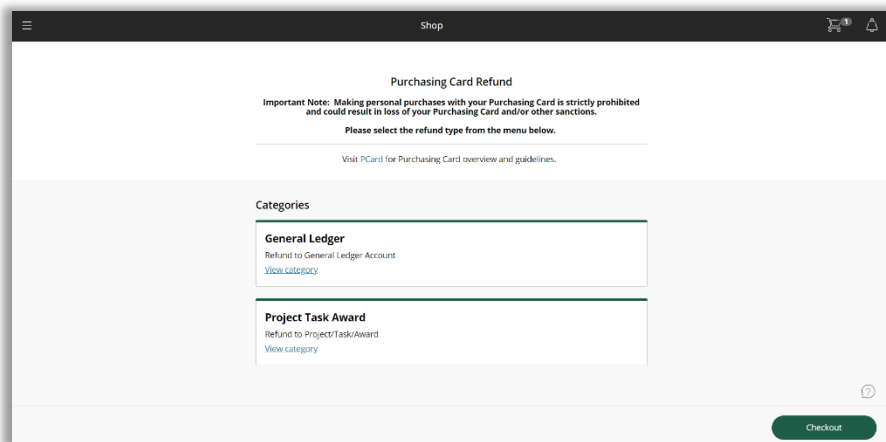 Shop
1
Purchasing Card Refund
Important Note: Making personal purchases with your Purchasing Card is strictly prohibited
and could result in loss of your Purchasing Card and/or other sanctions.
Please select the refund type from the menu below.
Visit PCard for Purchasing Card overview and guidelines.
Categories
General Ledger
Refund to General Ledger Account
View category
Project Task Award
Refund to Project/Task/Award
View category
?
Checkout